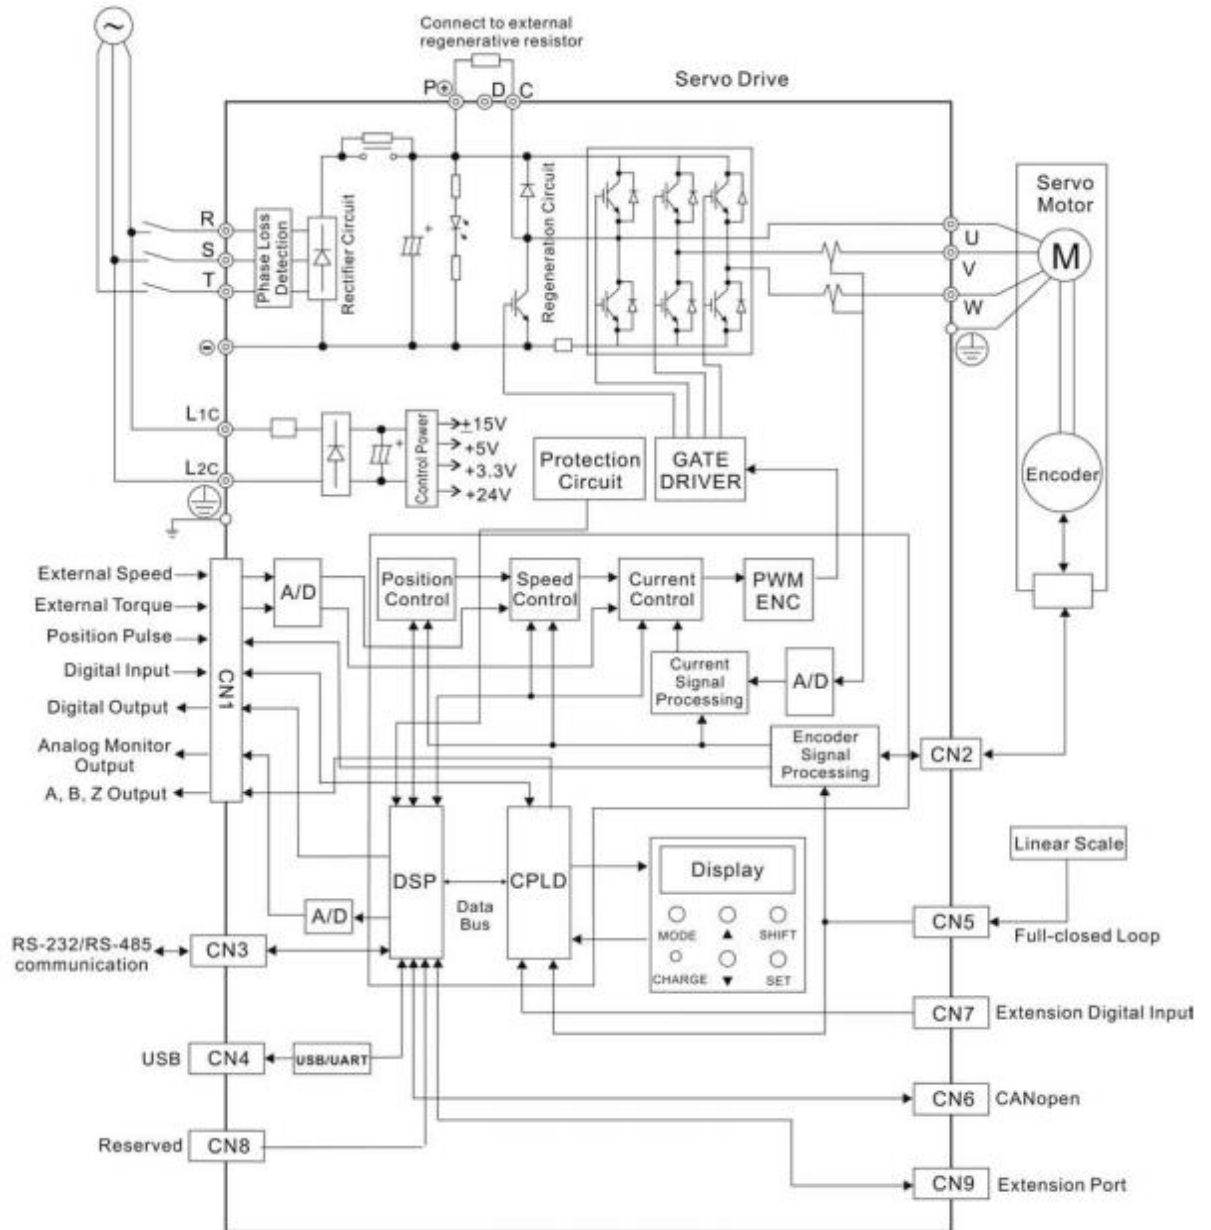 Connect to external
regenerative resistor
Servo Drive
P⊕
D
C
Servo
Motor
R
S
T
Phase Loss
Detection
Rectifier Circuit
Regeneration Circuit
U
V
W
M
⊖
L1C
L2C
Control Power
±15V
+5V
+3.3V
+24V
Protection
Circuit
GATE
DRIVER
Encoder
External Speed
External Torque
Position Pulse
Digital Input
Digital Output
Analog Monitor
Output
A, B, Z Output
CN1
A/D
Position
Control
Speed
Control
Current
Control
PWM
ENC
Current
Signal
Processing
A/D
Encoder
Signal
Processing
CN2
DSP
Data
Bus
CPLD
Display
MODE
▲
SHIFT
CHARGE
▼
SET
Linear Scale
CN5
Full-closed Loop
A/D
RS-232/RS-485
communication
CN3
CN7
Extension Digital Input
USB
CN4
USB/UART
CN6
CANopen
Reserved
CN8
CN9
Extension Port